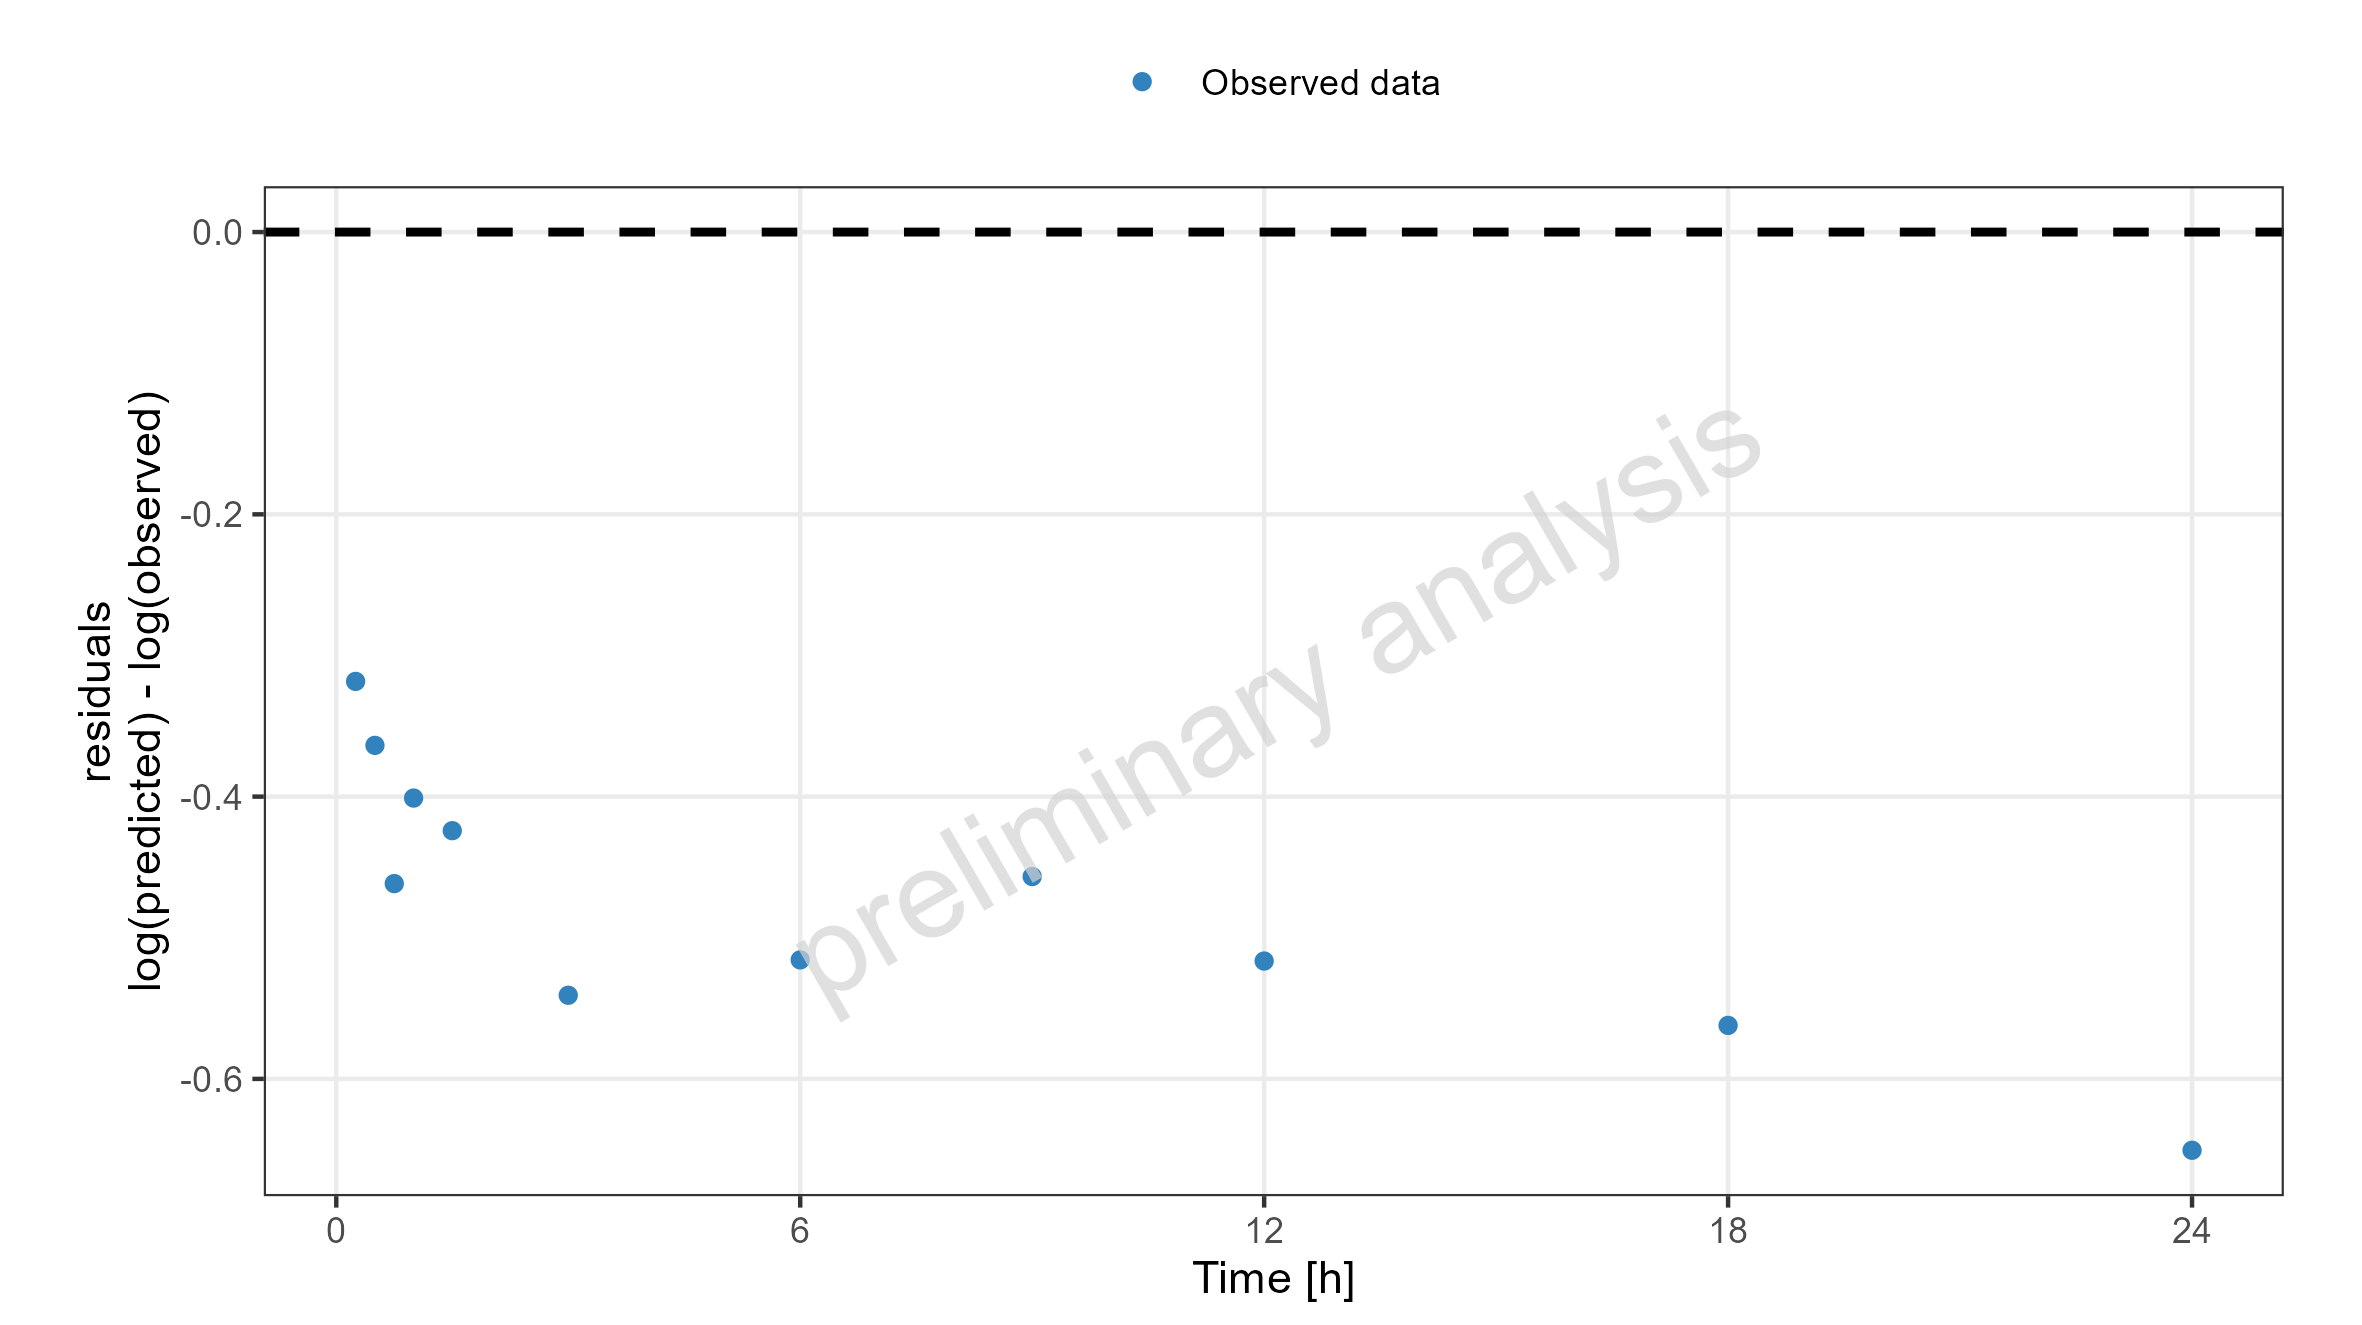 Observed data
0.0
-0.2
-0.4
-0.6
residuals
log(predicted) - log(observed)
preliminary analysis
0 6 12 18 24
Time [h]